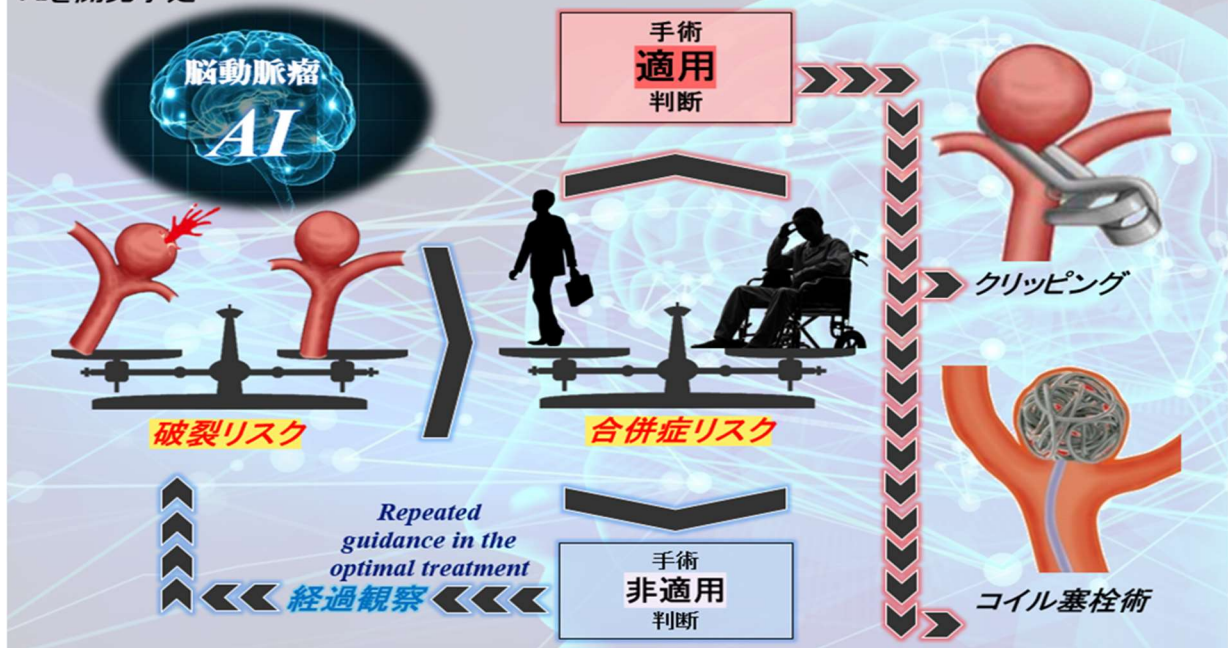 脳動脈瘤
AI
手術
適用
判断
破裂リスク
合併症リスク
クリッピング
コイル塞栓術
手術
非適用
判断
Repeated
guidance in the
optimal treatment
経過観察